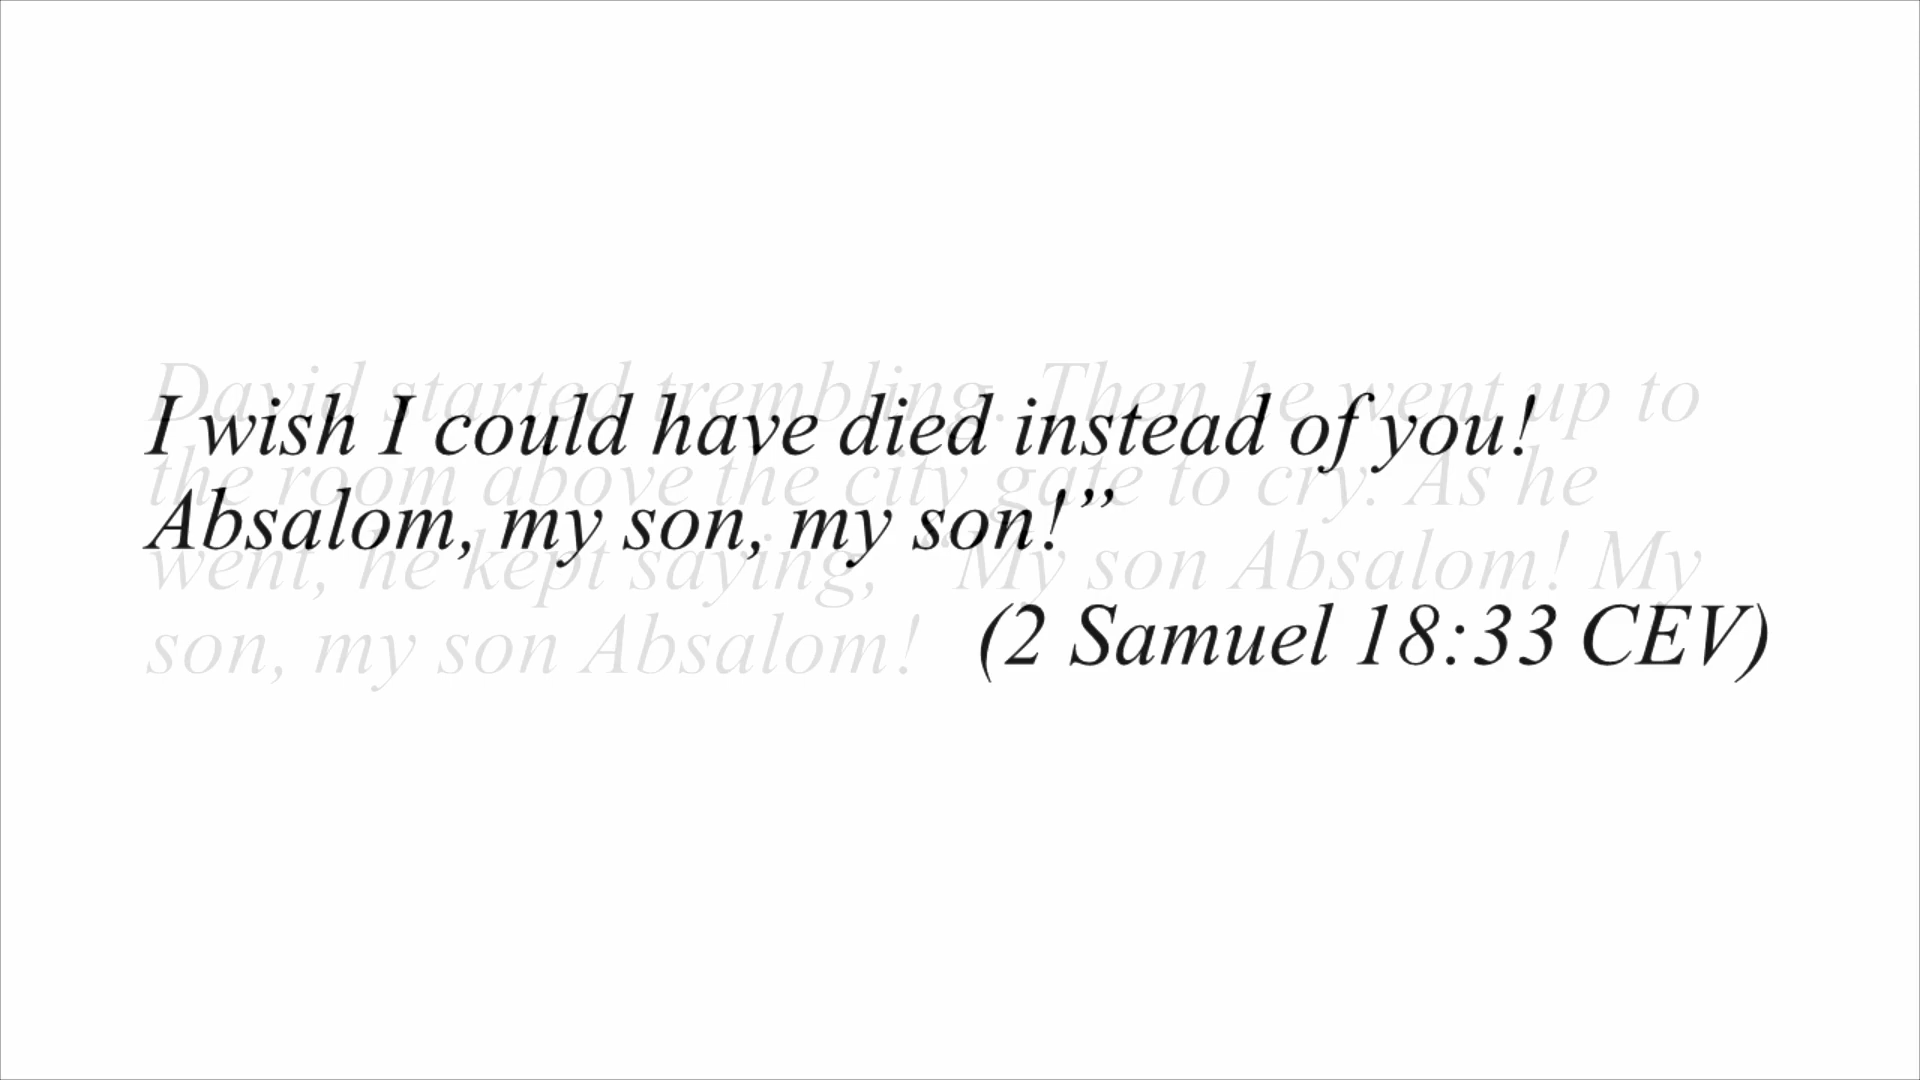 David started trembling. Then he went up to
the room above the city gate to cry. As he
went, he kept saying, “My son Absalom! My
son, my son Absalom!
I wish I could have died instead of you!
Absalom, my son, my son!”
(2 Samuel 18:33 CEV)